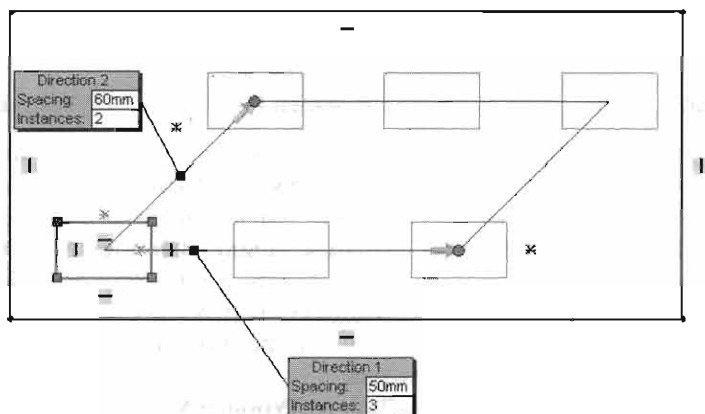 Direction 2
Spacing: 60mm
Instances: 2
Direction 1
Spacing: 50mm
Instances: 3